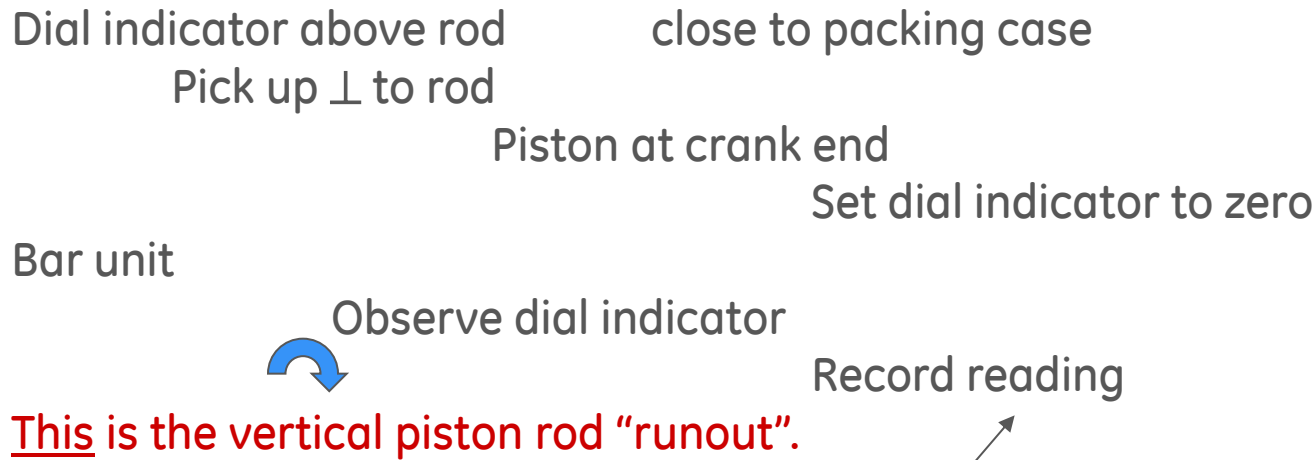 Dial indicator above rod close to packing case
Pick up ⊥ to rod
Piston at crank end
Set dial indicator to zero
Bar unit
Observe dial indicator
Record reading
This is the vertical piston rod “runout”.